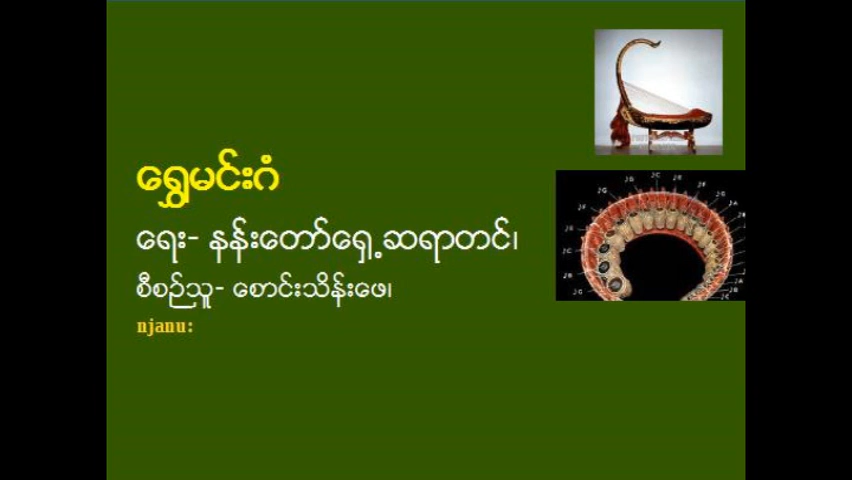 ရွှေမင်းဂံ
ရေး- နန်းတော်ရှေ့ဆရာတင်၊
စီစဉ်သူ- စောင်းသိန်းဖေ၊
njanu: